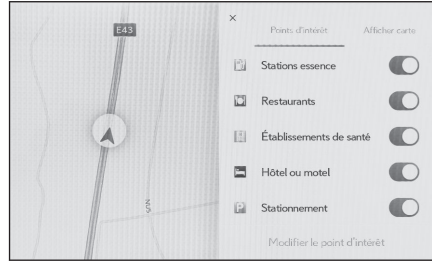 E43
N25
×
Points d'intérêt
Afficher carte
Stations essence
Restaurants
Établissements de santé
Hôtel ou motel
Stationnement
Modifier le point d'intérêt